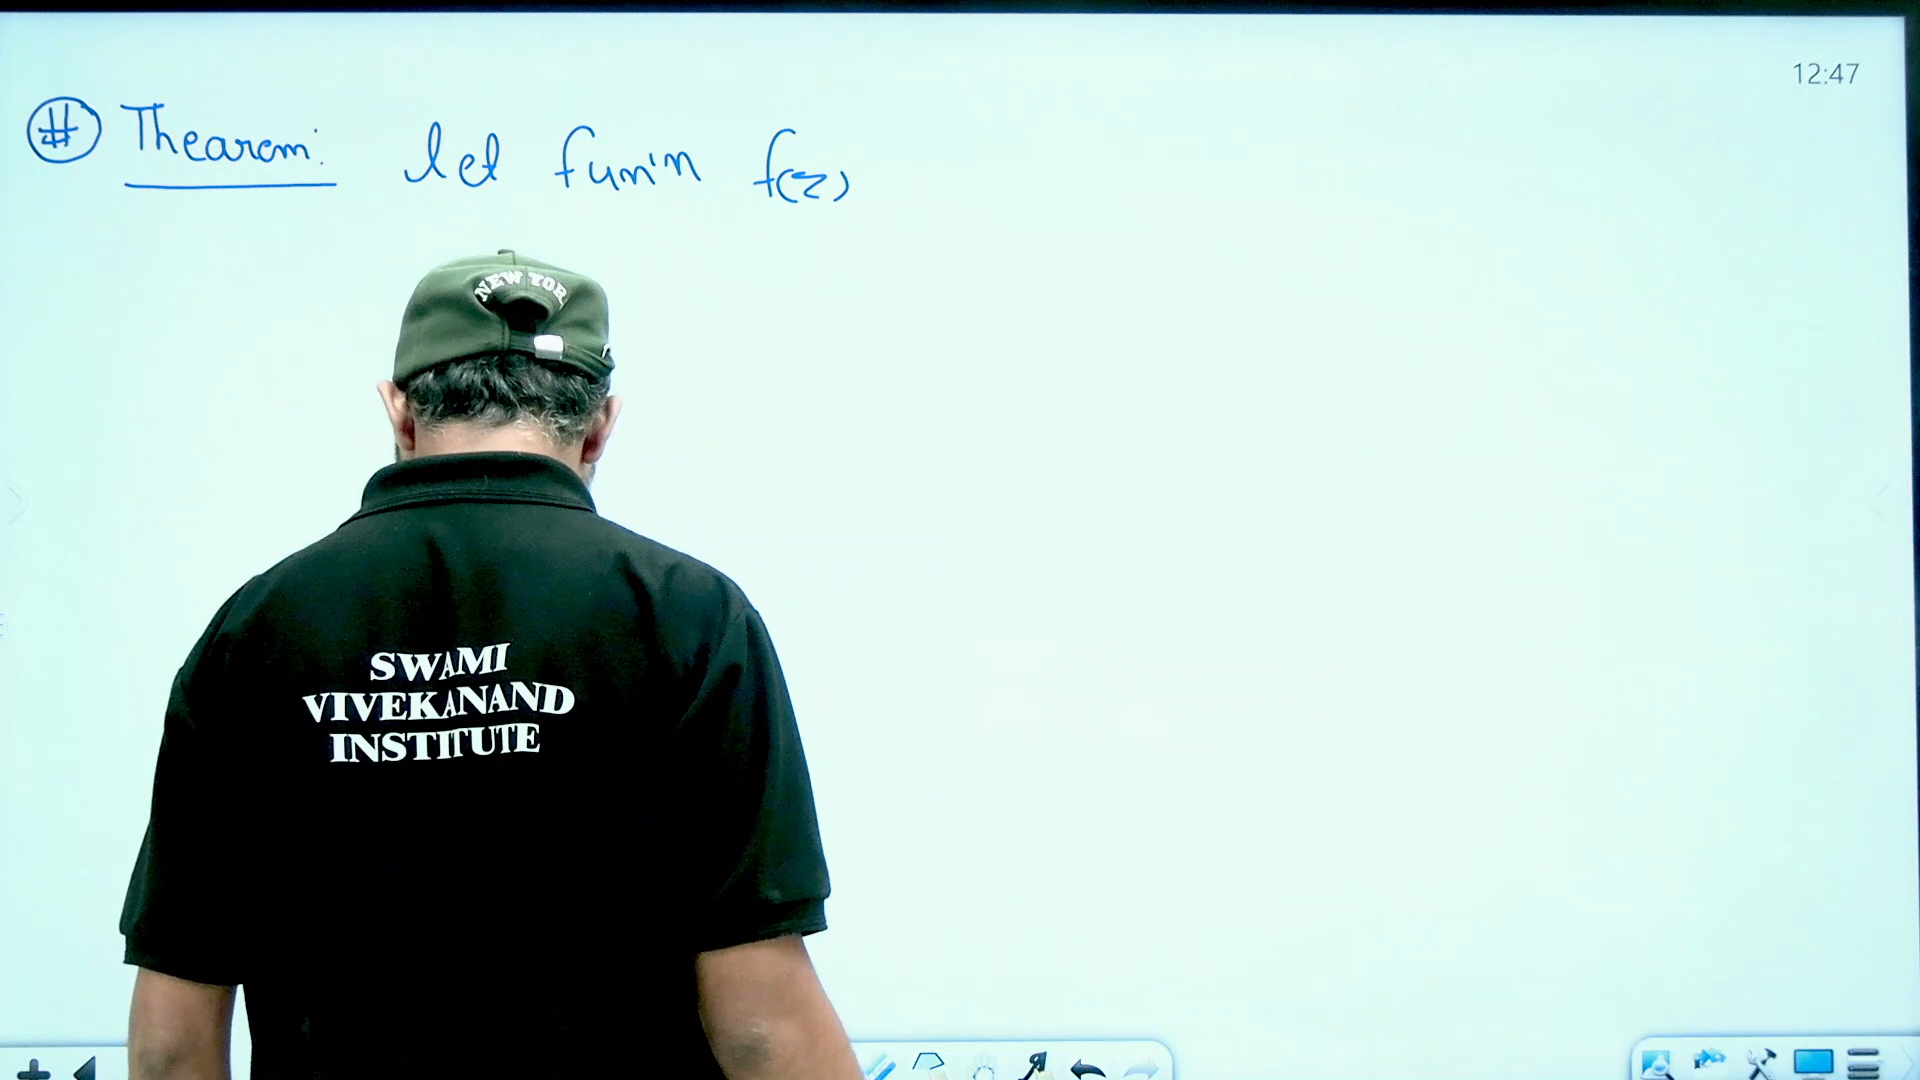 12:47
# Thearem: let fun'n f(z)
NEW YOR
SWAMI
VIVEKANAND
INSTITUTE